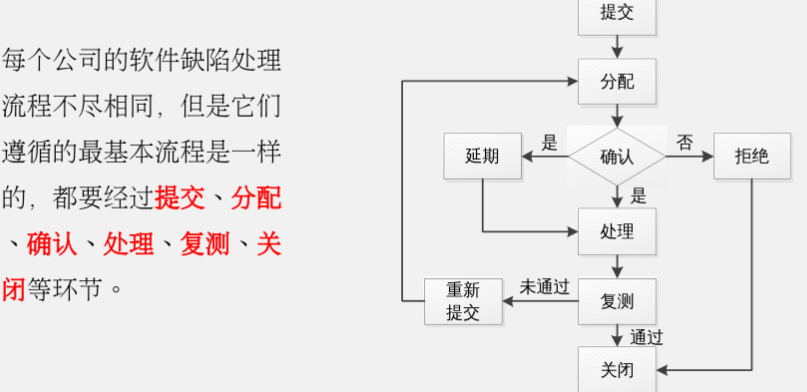 每个公司的软件缺陷处理
流程不尽相同，但是它们
遵循的最基本流程是一样
的，都要经过提交、分配
、确认、处理、复测、关
闭等环节。
提交
分配
是
否
延期
确认
拒绝
是
处理
重新
提交
未通过
复测
通过
关闭